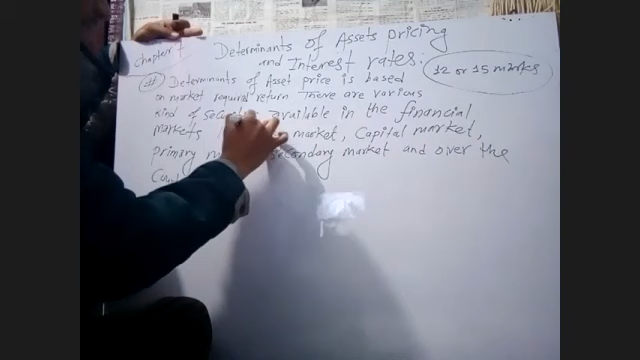 chapter 1
Determinants of Assets pricing
and Interest rates.
12 or 15 marks
# Determinants of Asset price is based
on market required return There are various
kind of available in the financial
markets market, Capital market,
primary secondary market and over the